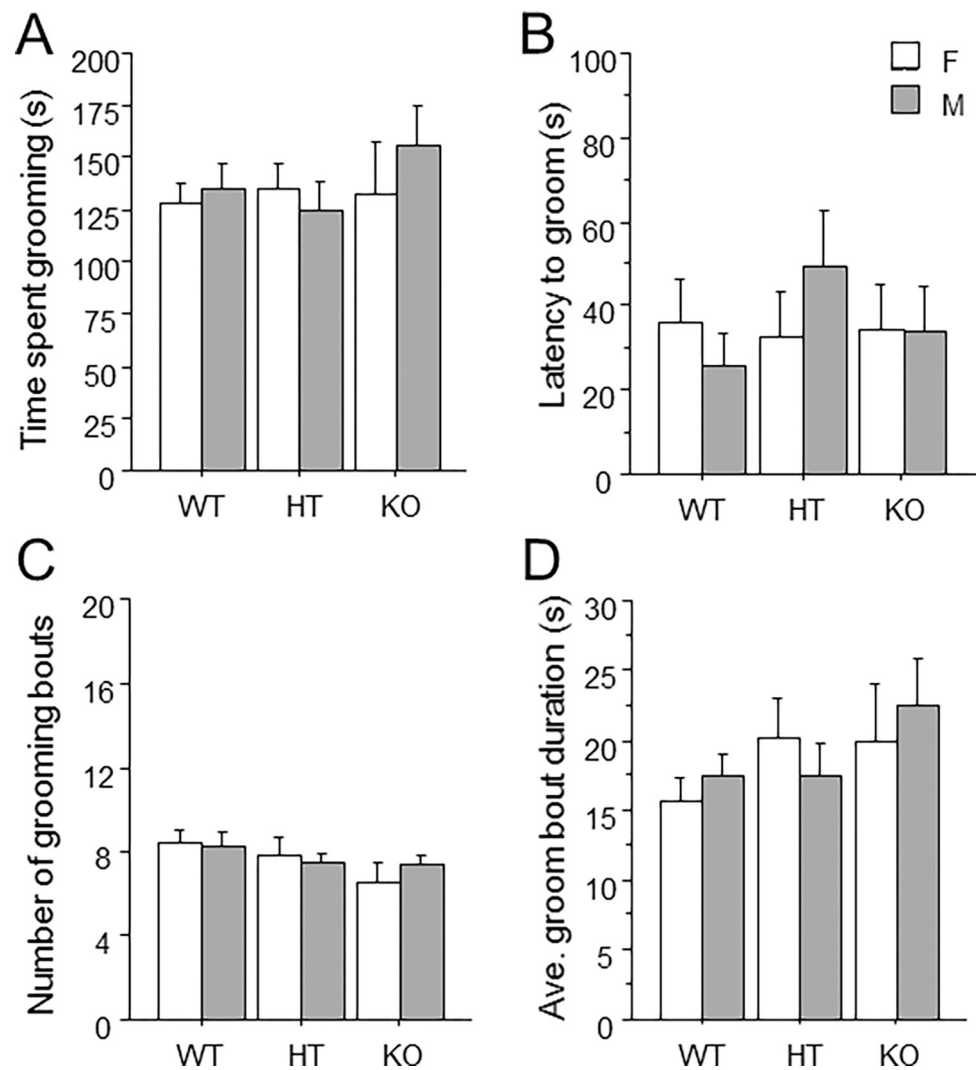 A
Time spent grooming (s)
200
175
150
125
100
75
50
25
0
WT HT KO
B
Latency to groom (s)
100
80
60
40
20
0
F
M
WT HT KO
C
Number of grooming bouts
20
16
12
8
4
0
WT HT KO
D
Ave. groom bout duration (s)
30
25
20
15
10
5
0
WT HT KO